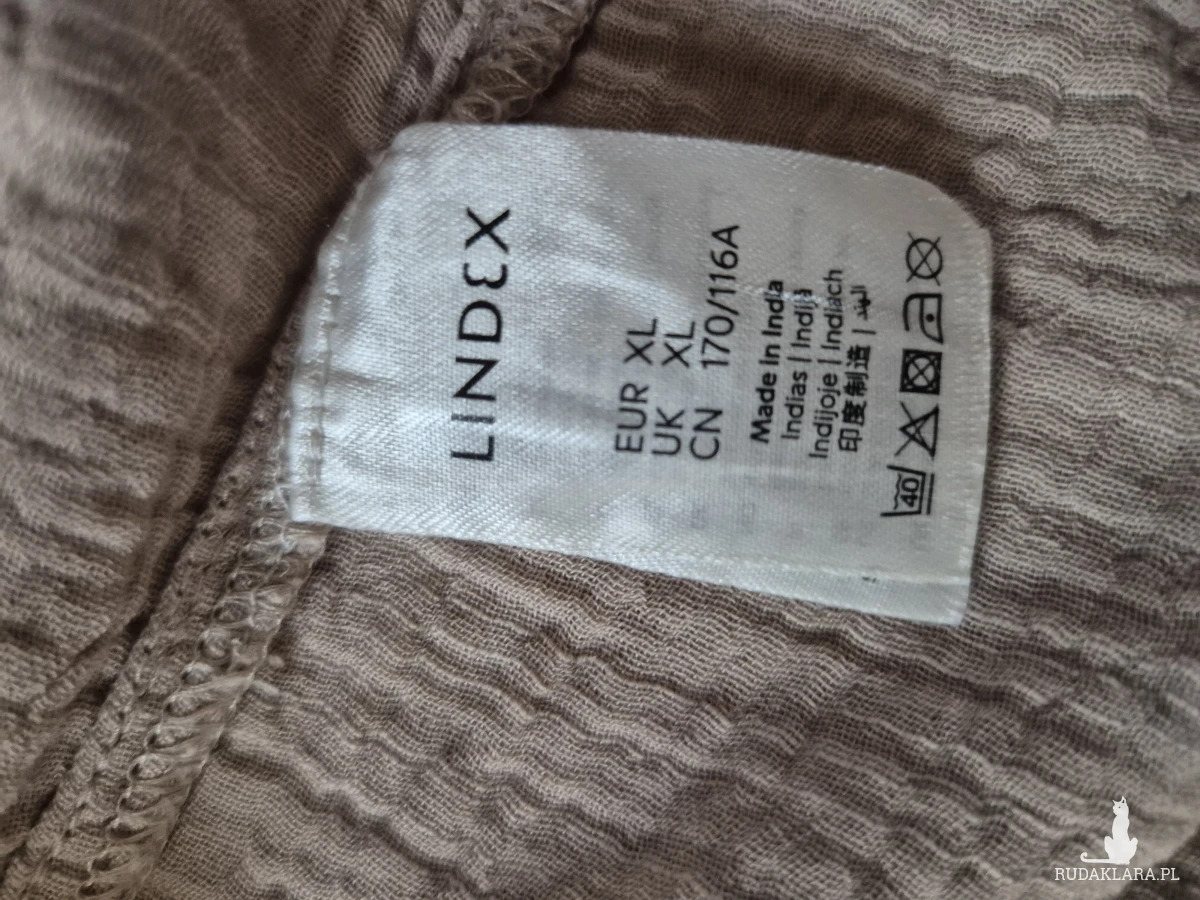 LINDEX
EUR XL
UK XL
CN 170/116A
Made in India
Indias | Indija
Indijoje | Indiach
印度制造 | الهند
40
RUDAKLARA.PL